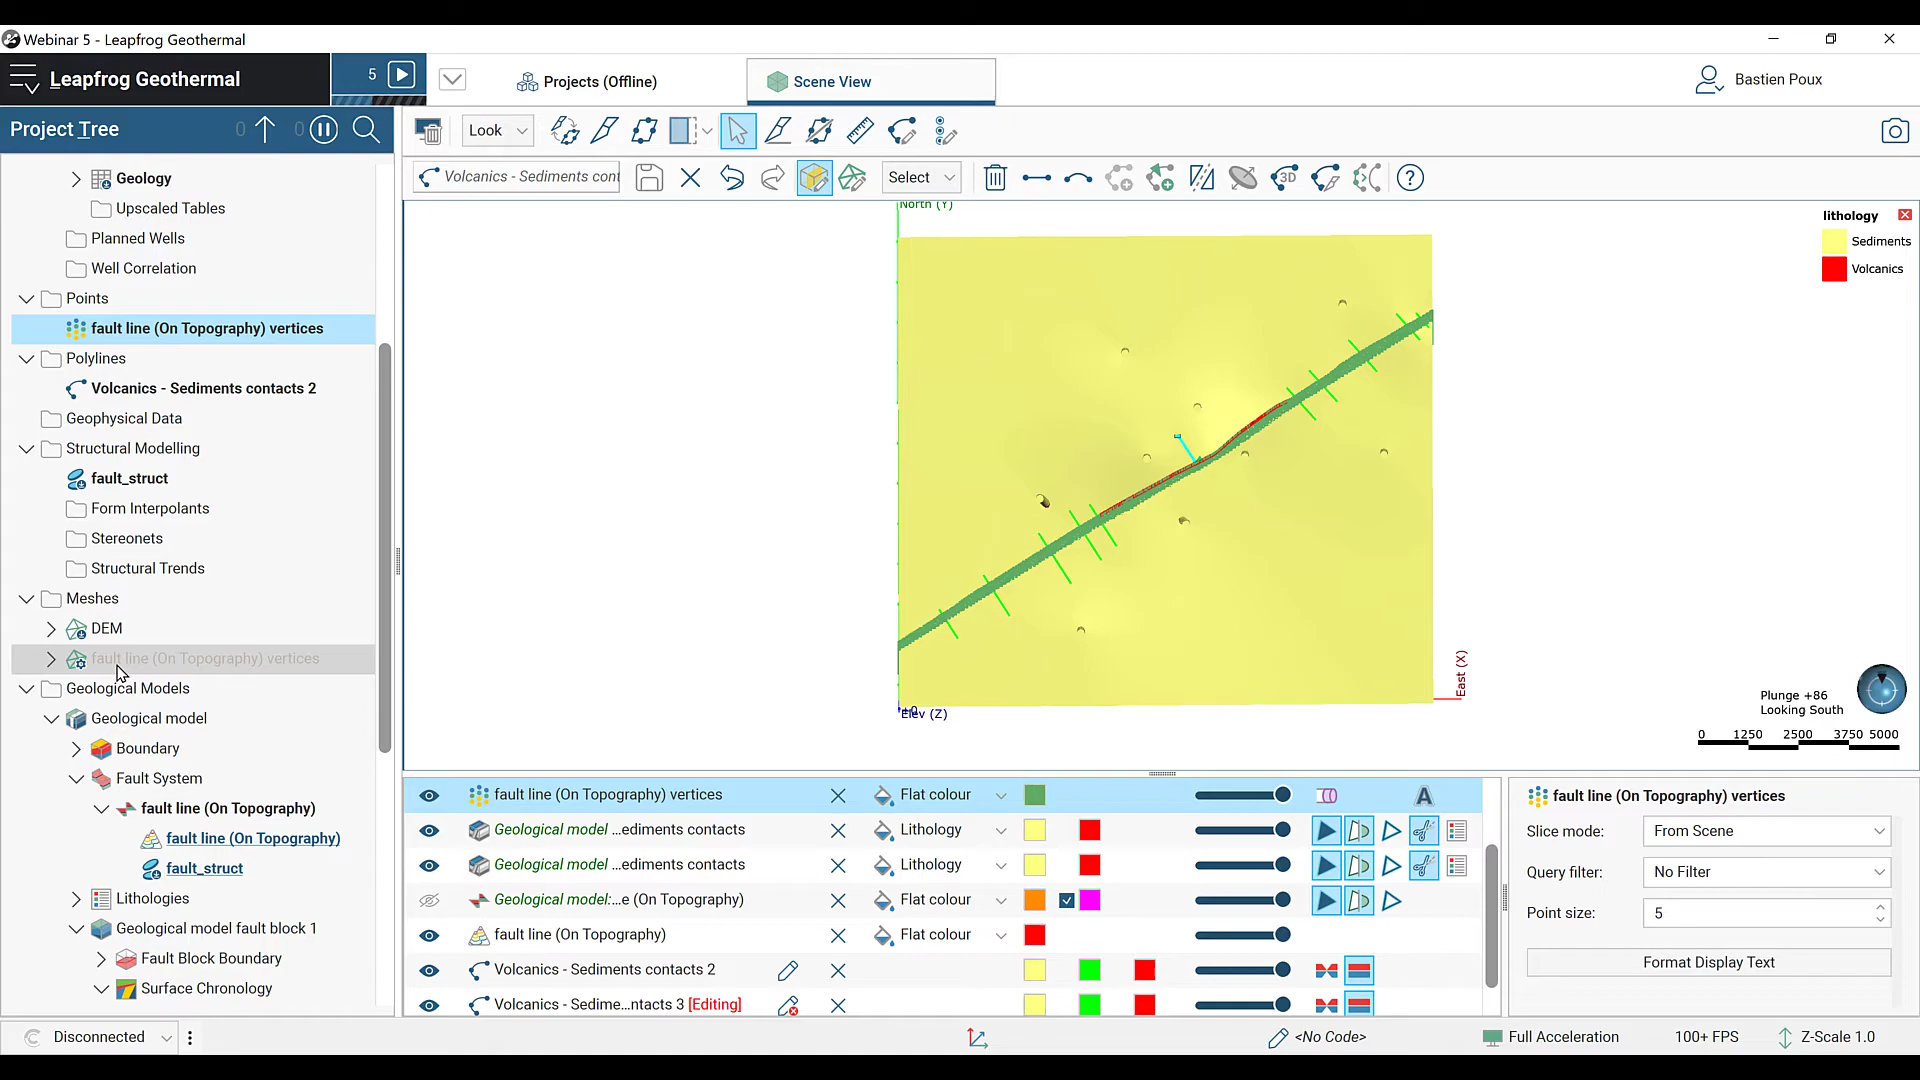 Webinar 5 - Leapfrog Geothermal
Leapfrog Geothermal
5
Projects (Offline)
Scene View
Bastien Poux
Project Tree
0
0
Look
Volcanics - Sediments cont
Select
Geology
Upscaled Tables
Planned Wells
Well Correlation
Points
fault line (On Topography) vertices
Polylines
Volcanics - Sediments contacts 2
Geophysical Data
Structural Modelling
fault_struct
Form Interpolants
Stereonets
Structural Trends
Meshes
DEM
fault line (On Topography) vertices
Geological Models
Geological model
Boundary
Fault System
fault line (On Topography)
fault line (On Topography)
fault_struct
Lithologies
Geological model fault block 1
Fault Block Boundary
Surface Chronology
North (Y)
East (X)
Elev (Z)
+0
lithology
Sediments
Volcanics
Plunge +86
Looking South
0 1250 2500 3750 5000
fault line (On Topography) vertices Flat colour A
Geological model ...ediments contacts Lithology
Geological model ...ediments contacts Lithology
Geological model:...e (On Topography) Flat colour
fault line (On Topography) Flat colour
Volcanics - Sediments contacts 2
Volcanics - Sedime...ntacts 3 [Editing]
fault line (On Topography) vertices
Slice mode: From Scene
Query filter: No Filter
Point size: 5
Format Display Text
Disconnected
<No Code>
Full Acceleration
100+ FPS
Z-Scale 1.0